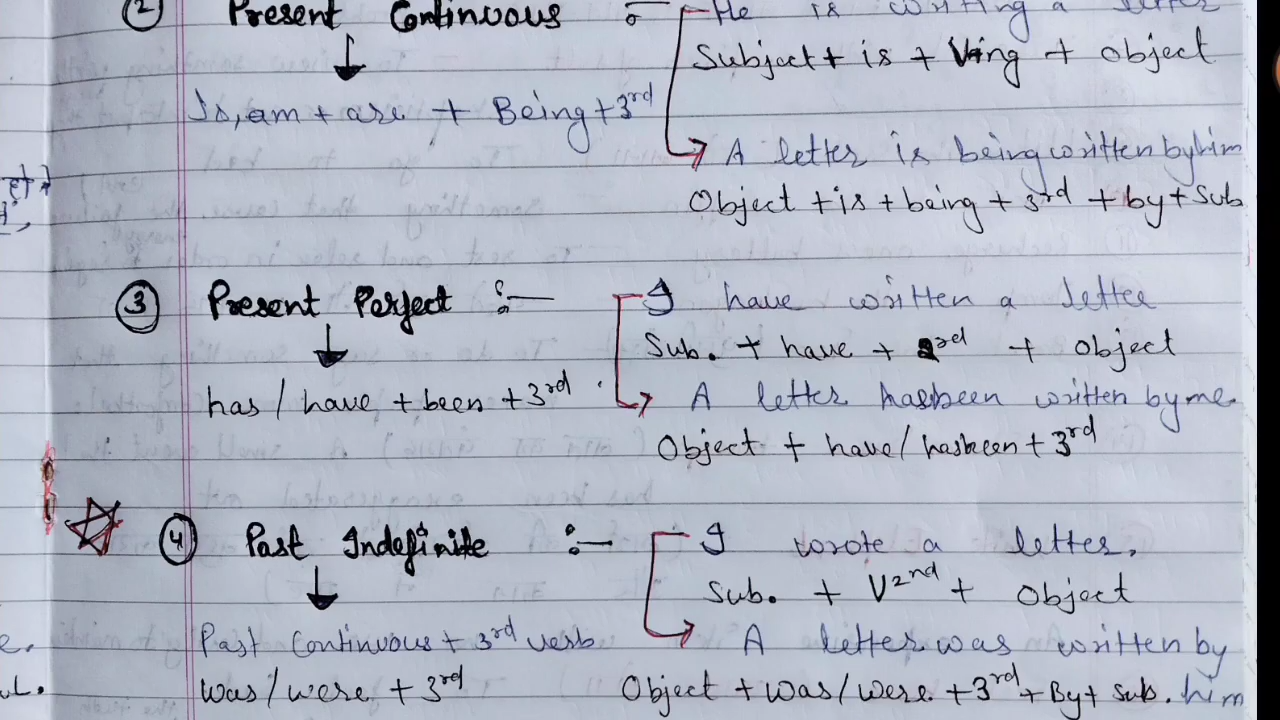 ② Present Continuous :- He is writing a letter
Subject + is + Ving + Object
Is, am + are + Being + 3rd
A letter is being written by him
Object + is + being + 3rd + by + Sub
③ Present Perfect :- I have written a letter
Sub. + have + 3rd + Object
has / have + been + 3rd
A letter has been written by me.
Object + have / has been + 3rd
④ Past Indefinite :- I wrote a letter.
Sub. + V2nd + Object
Past Continuous + 3rd verb
A letter was written by
was / were + 3rd
Object + was / were + 3rd + By + Sub. him